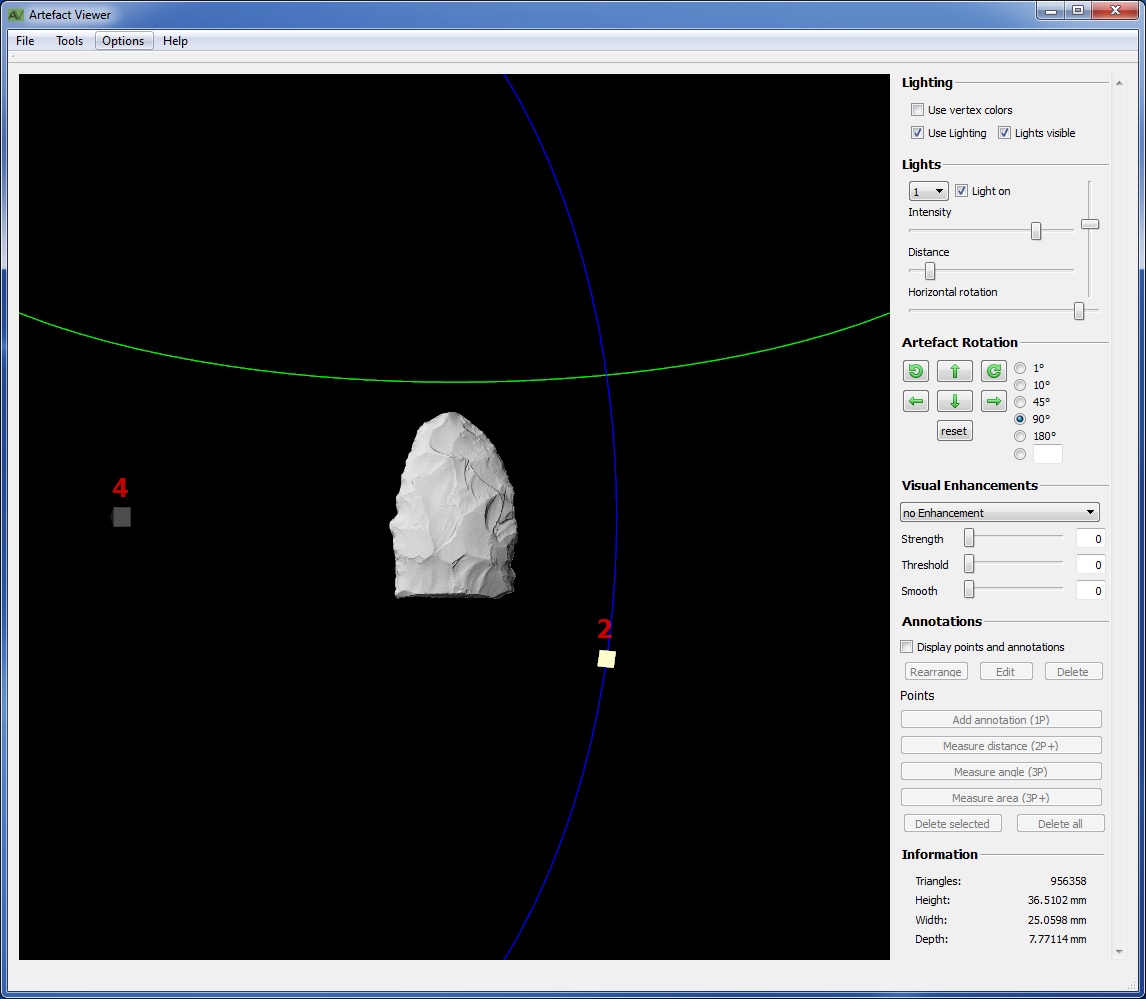 Artefact Viewer
File Tools Options Help
4
2
Lighting
Use vertex colors
Use Lighting Lights visible
Lights
1 Light on
Intensity
Distance
Horizontal rotation
Artefact Rotation
1°
10°
45°
90°
180°
reset
Visual Enhancements
no Enhancement
Strength 0
Threshold 0
Smooth 0
Annotations
Display points and annotations
Rearrange Edit Delete
Points
Add annotation (1P)
Measure distance (2P+)
Measure angle (3P)
Measure area (3P+)
Delete selected Delete all
Information
Triangles: 956358
Height: 36.5102 mm
Width: 25.0598 mm
Depth: 7.77114 mm